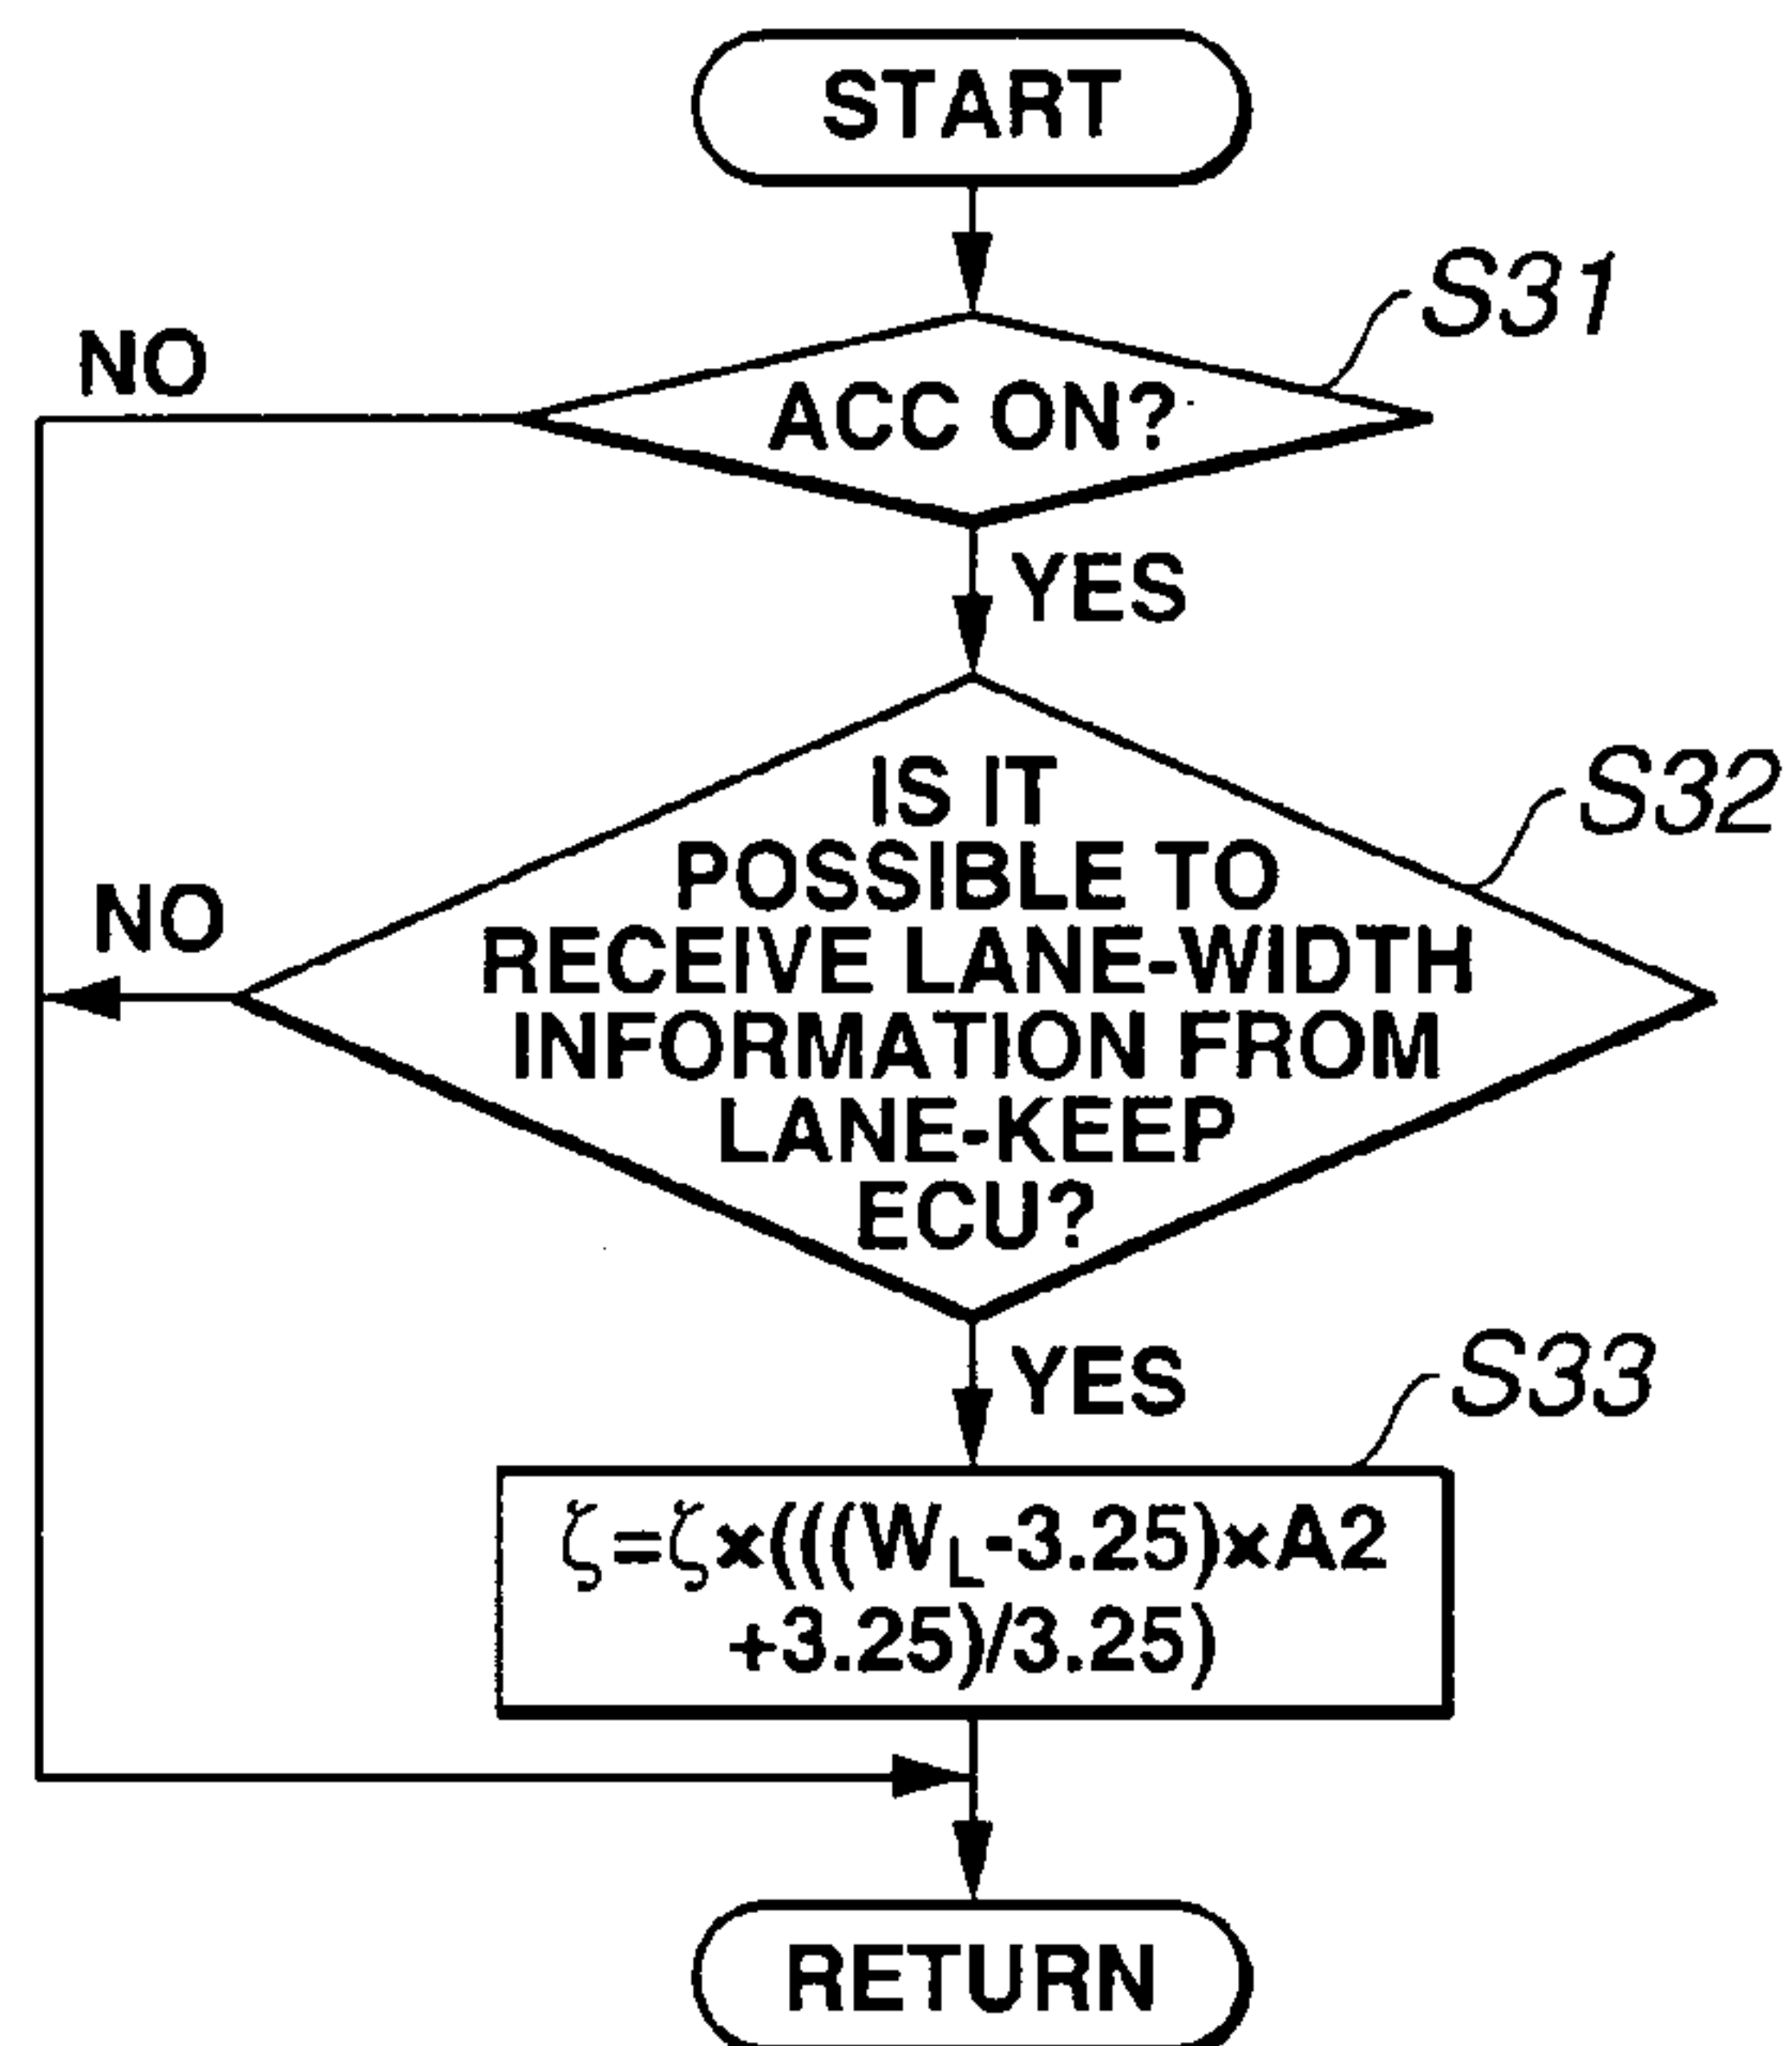 START
S31
NO
ACC ON?
YES
S32
IS IT
POSSIBLE TO
NO
RECEIVE LANE-WIDTH
INFORMATION FROM
LANE-KEEP
ECU?
YES
S33
ζ=ζ×(((WL-3.25)×A2
+3.25)/3.25)
RETURN